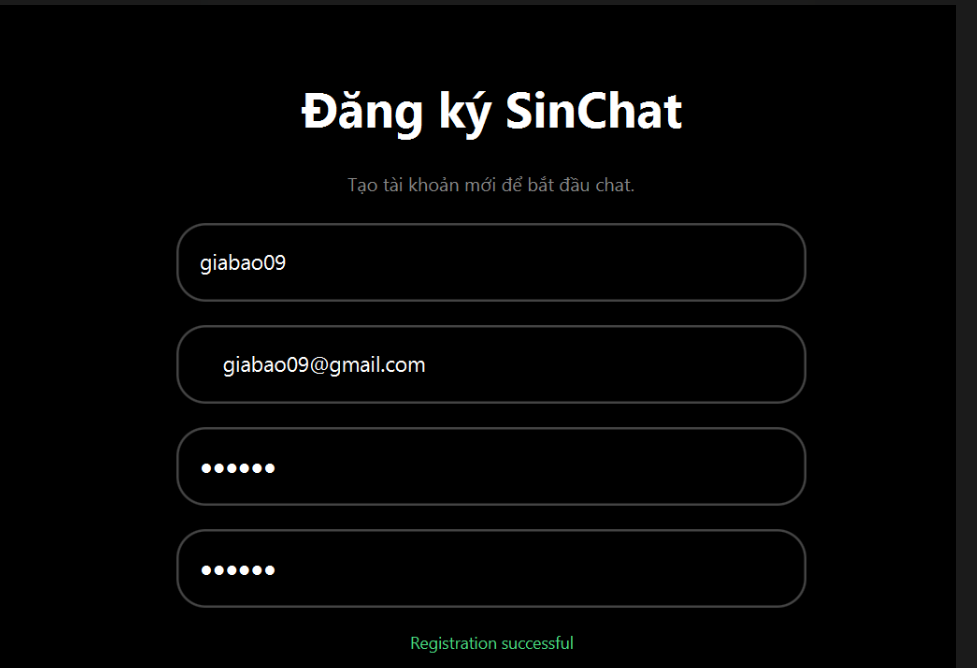 Đăng ký SinChat
Tạo tài khoản mới để bắt đầu chat.
giabao09
giabao09@gmail.com
••••••
••••••
Registration successful